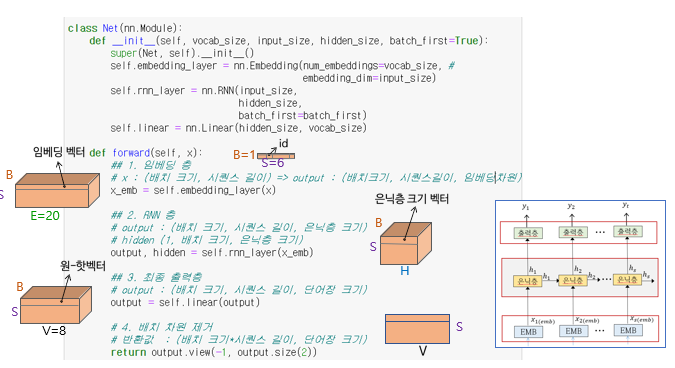 class Net(nn.Module):
def __init__(self, vocab_size, input_size, hidden_size, batch_first=True):
super(Net, self).__init__()
self.embedding_layer = nn.Embedding(num_embeddings=vocab_size, #
embedding_dim=input_size)
self.rnn_layer = nn.RNN(input_size,
hidden_size,
batch_first=batch_first)
self.linear = nn.Linear(hidden_size, vocab_size)
임베딩 벡터
B
S
E=20
def forward(self, x):
B=1
id
S=6
## 1. 임베딩 층
# x : (배치 크기, 시퀀스 길이) => output : (배치크기, 시퀀스길이, 임베딩차원)
x_emb = self.embedding_layer(x)
은닉층 크기 벡터
B
S
H
## 2. RNN 층
# output : (배치 크기, 시퀀스 길이, 은닉층 크기)
# hidden (1, 배치 크기, 은닉층 크기)
output, hidden = self.rnn_layer(x_emb)
원-핫벡터
B
S
V=8
## 3. 최종 출력층
# output : (배치 크기, 시퀀스 길이, 단어장 크기)
output = self.linear(output)
# 4. 배치 차원 제거
# 반환값 : (배치 크기*시퀀스 길이, 단어장 크기)
return output.view(-1, output.size(2))
S
V
y1 y2 yt
출력층 출력층 ··· 출력층
h1 h2 hs
은닉층 h1 은닉층 h2 ··· 은닉층 hs
x1(emb) x2(emb) xs(emb)
EMB EMB ··· EMB